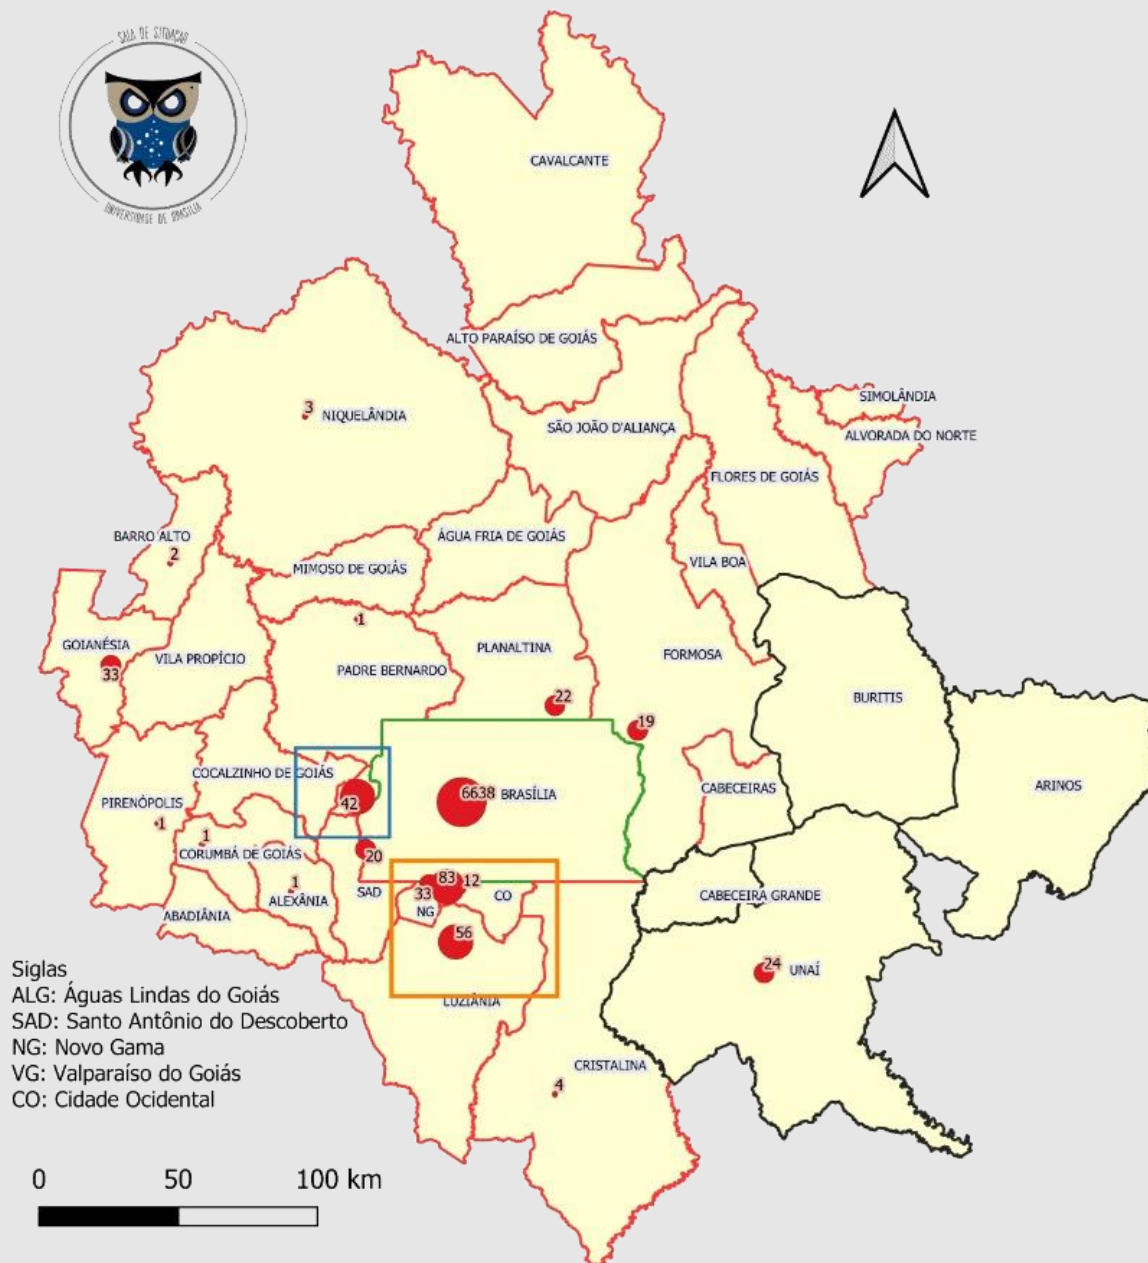 SALA DE SITUAÇÃO
UNIVERSIDADE DE BRASÍLIA
CAVALCANTE
ALTO PARAÍSO DE GOIÁS
SIMOLÂNDIA
3
NIQUELÂNDIA
SÃO JOÃO D'ALIANÇA
ALVORADA DO NORTE
FLORES DE GOIÁS
BARRO ALTO
2
ÁGUA FRIA DE GOIÁS
MIMOSO DE GOIÁS
VILA BOA
1
GOIANÉSIA
33
VILA PROPÍCIO
PADRE BERNARDO
PLANALTINA
FORMOSA
22
19
BURITIS
COCALZINHO DE GOIÁS
42
6638
BRASÍLIA
CABECEIRAS
ARINOS
PIRENÓPOLIS
1
1
CORUMBÁ DE GOIÁS
20
1
ALEXÂNIA
SAD
83
12
33
NG
CO
CABECEIRA GRANDE
ABADIÂNIA
56
24
UNAÍ
LUZIÂNIA
CRISTALINA
4
Siglas
ALG: Águas Lindas do Goiás
SAD: Santo Antônio do Descoberto
NG: Novo Gama
VG: Valparaíso do Goiás
CO: Cidade Ocidental
0 50 100 km